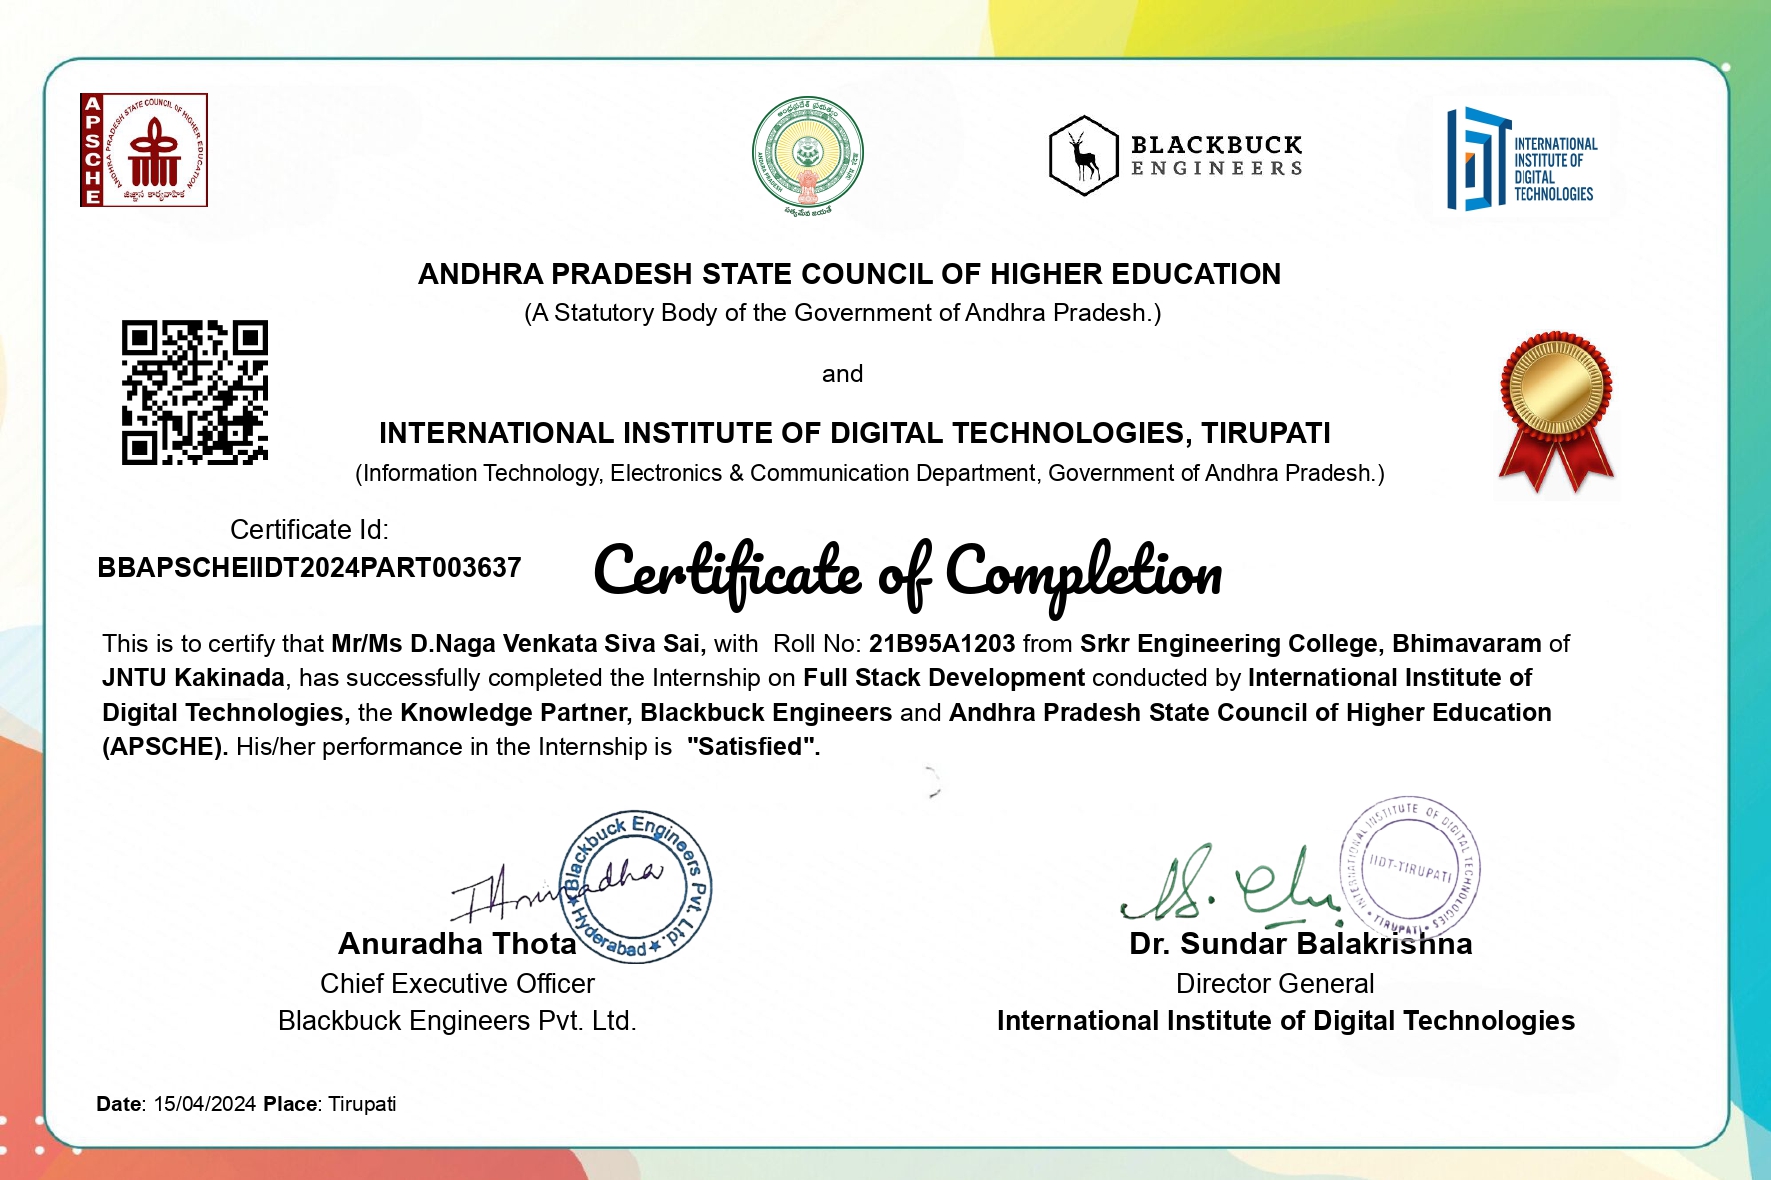 APSCHE
ANDHRA PRADESH STATE COUNCIL OF HIGHER EDUCATION
ఆంధ్రప్రదేశ్ ప్రభుత్వం
ANDHRA PRADESH
సత్యమేవ జయతే
BLACKBUCK
ENGINEERS
INTERNATIONAL
INSTITUTE OF
DIGITAL
TECHNOLOGIES
ANDHRA PRADESH STATE COUNCIL OF HIGHER EDUCATION
(A Statutory Body of the Government of Andhra Pradesh.)
and
INTERNATIONAL INSTITUTE OF DIGITAL TECHNOLOGIES, TIRUPATI
(Information Technology, Electronics & Communication Department, Government of Andhra Pradesh.)
Certificate Id:
BBAPSCHEIIDT2024PART003637
Certificate of Completion
This is to certify that Mr/Ms D.Naga Venkata Siva Sai, with Roll No: 21B95A1203 from Srkr Engineering College, Bhimavaram of
JNTU Kakinada, has successfully completed the Internship on Full Stack Development conducted by International Institute of
Digital Technologies, the Knowledge Partner, Blackbuck Engineers and Andhra Pradesh State Council of Higher Education
(APSCHE). His/her performance in the Internship is "Satisfied".
Anuradha
Blackbuck Engineers Pvt. Ltd.
Hyderabad
INTERNATIONAL INSTITUTE OF DIGITAL TECHNOLOGIES
IIDT-TIRUPATI
TIRUPATI
Anuradha Thota
Chief Executive Officer
Blackbuck Engineers Pvt. Ltd.
Dr. Sundar Balakrishna
Director General
International Institute of Digital Technologies
Date: 15/04/2024 Place: Tirupati